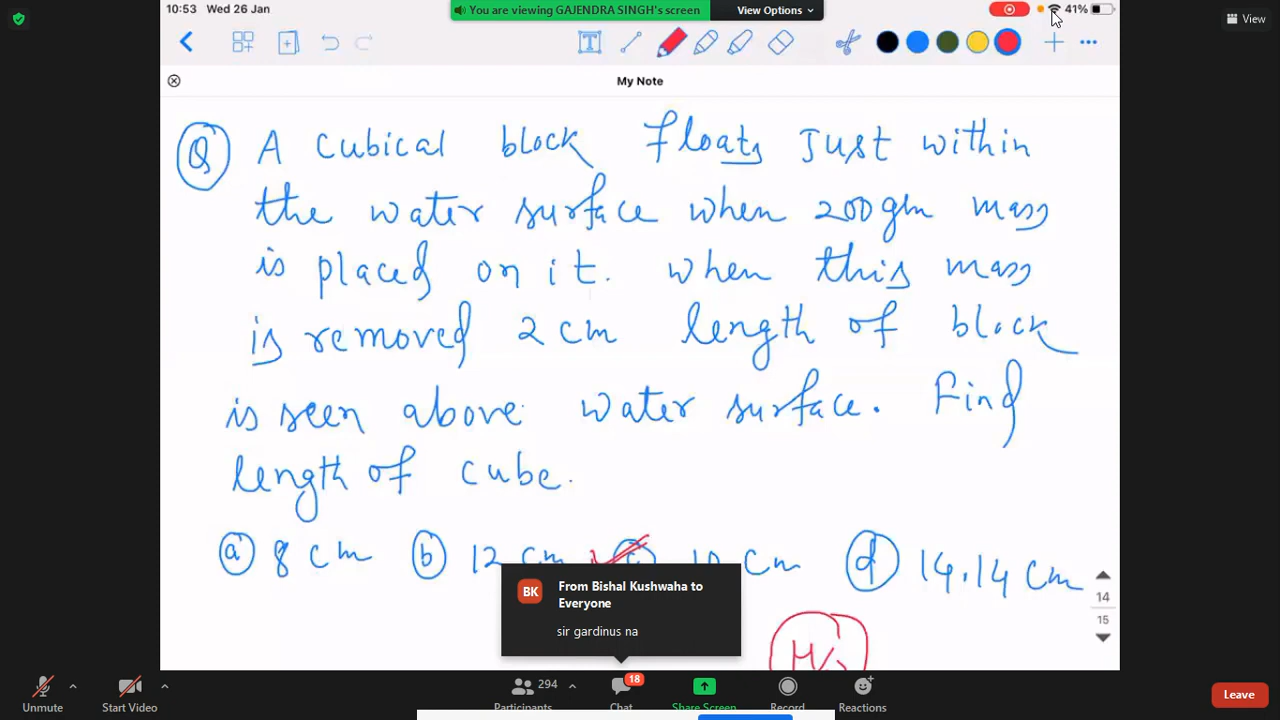 10:53 Wed 26 Jan
You are viewing GAJENDRA SINGH's screen
View Options
41%
View
My Note
Q A cubical block floats Just within
the water surface when 200gm mass
is placed on it. when this mass
is removed 2 cm length of block
is seen above water surface. Find
length of cube.
a 8 cm b 12 cm c 10 cm d 14.14 cm
14
15
BK From Bishal Kushwaha to
Everyone
sir gardinus na
Unmute
Start Video
294
Participants
18
Chat
Share Screen
Record
Reactions
Leave